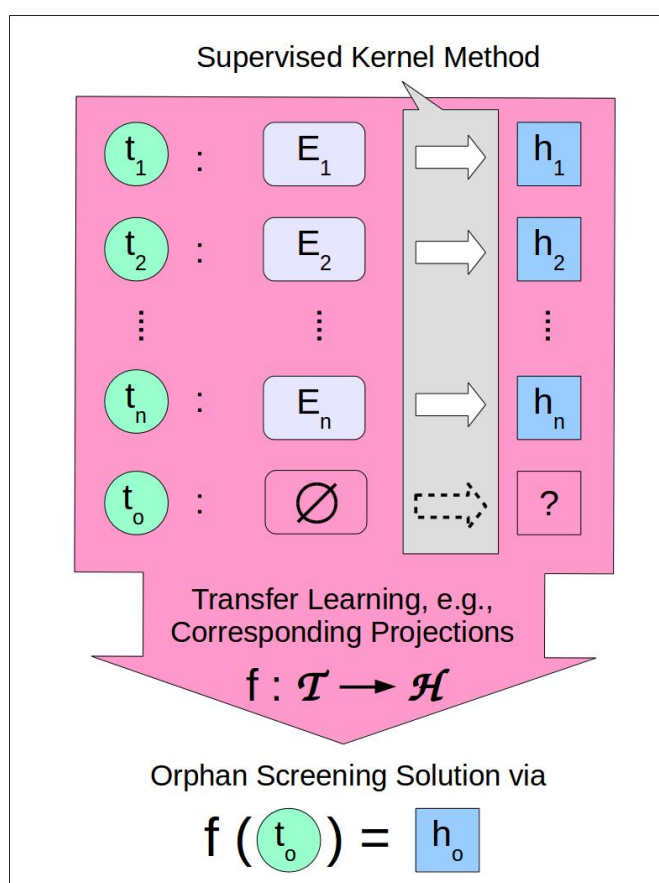 Supervised Kernel Method
t₁ : E₁ h₁
t₂ : E₂ h₂
⋮ ⋮ ⋮
tₙ : Eₙ hₙ
tₒ : ∅ ?
Transfer Learning, e.g.,
Corresponding Projections
f : 𝓣 → 𝓗
Orphan Screening Solution via
f ( tₒ ) = hₒ